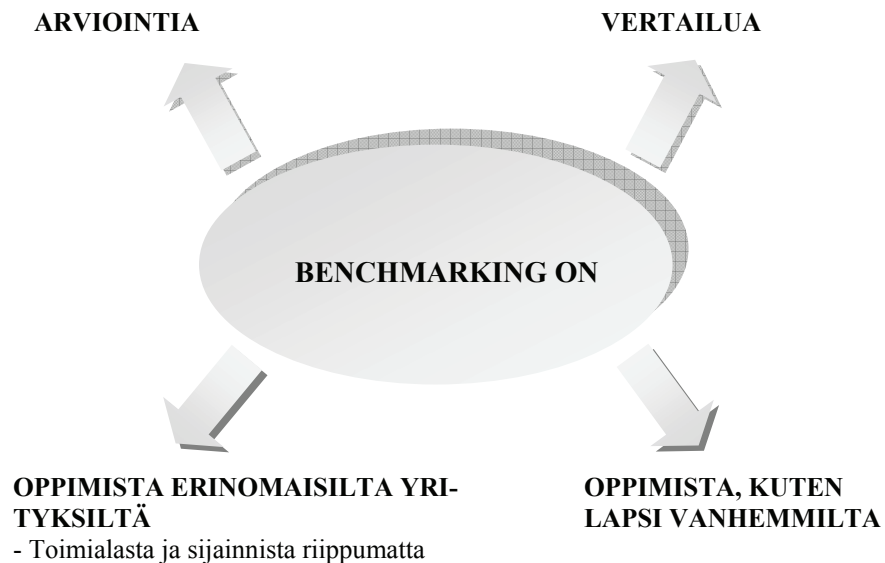 ARVIOINTIA
VERTAILUA
BENCHMARKING ON
OPPIMISTA ERINOMAISILTA YRI-
TYKSILTÄ
- Toimialasta ja sijainnista riippumatta
OPPIMISTA, KUTEN
LAPSI VANHEMMILTA